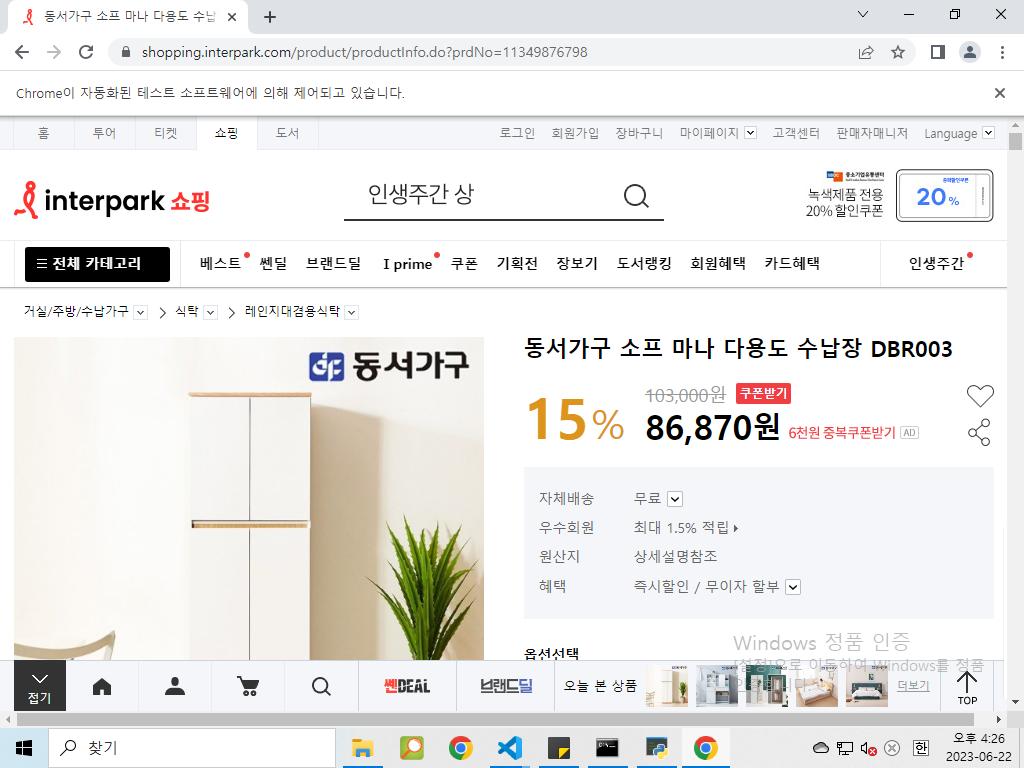 동서가구 소프 마나 다용도 수납
shopping.interpark.com/product/productInfo.do?prdNo=11349876798
Chrome이 자동화된 테스트 소프트웨어에 의해 제어되고 있습니다.
홈 투어 티켓 쇼핑 도서 로그인 회원가입 장바구니 마이페이지 고객센터 판매자매니저 Language
interpark 쇼핑
인생주간 상
중소기업유통센터
녹색제품 전용
20% 할인쿠폰
중복할인쿠폰
20%
전체 카테고리 베스트 쎈딜 브랜드딜 I prime 쿠폰 기획전 장보기 도서랭킹 회원혜택 카드혜택 인생주간
거실/주방/수납가구 식탁 레인지대겸용식탁
동서가구
동서가구 소프 마나 다용도 수납장 DBR003
15%
103,000원 쿠폰받기
86,870원 6천원 중복쿠폰받기 AD
자체배송 무료
우수회원 최대 1.5% 적립
원산지 상세설명참조
혜택 즉시할인 / 무이자 할부
옵션선택
Windows 정품 인증
[설정]으로 이동하여 Windows를 정품
접기
쎈DEAL
브랜드딜
오늘 본 상품
더보기
TOP
찾기
오후 4:26
2023-06-22
한